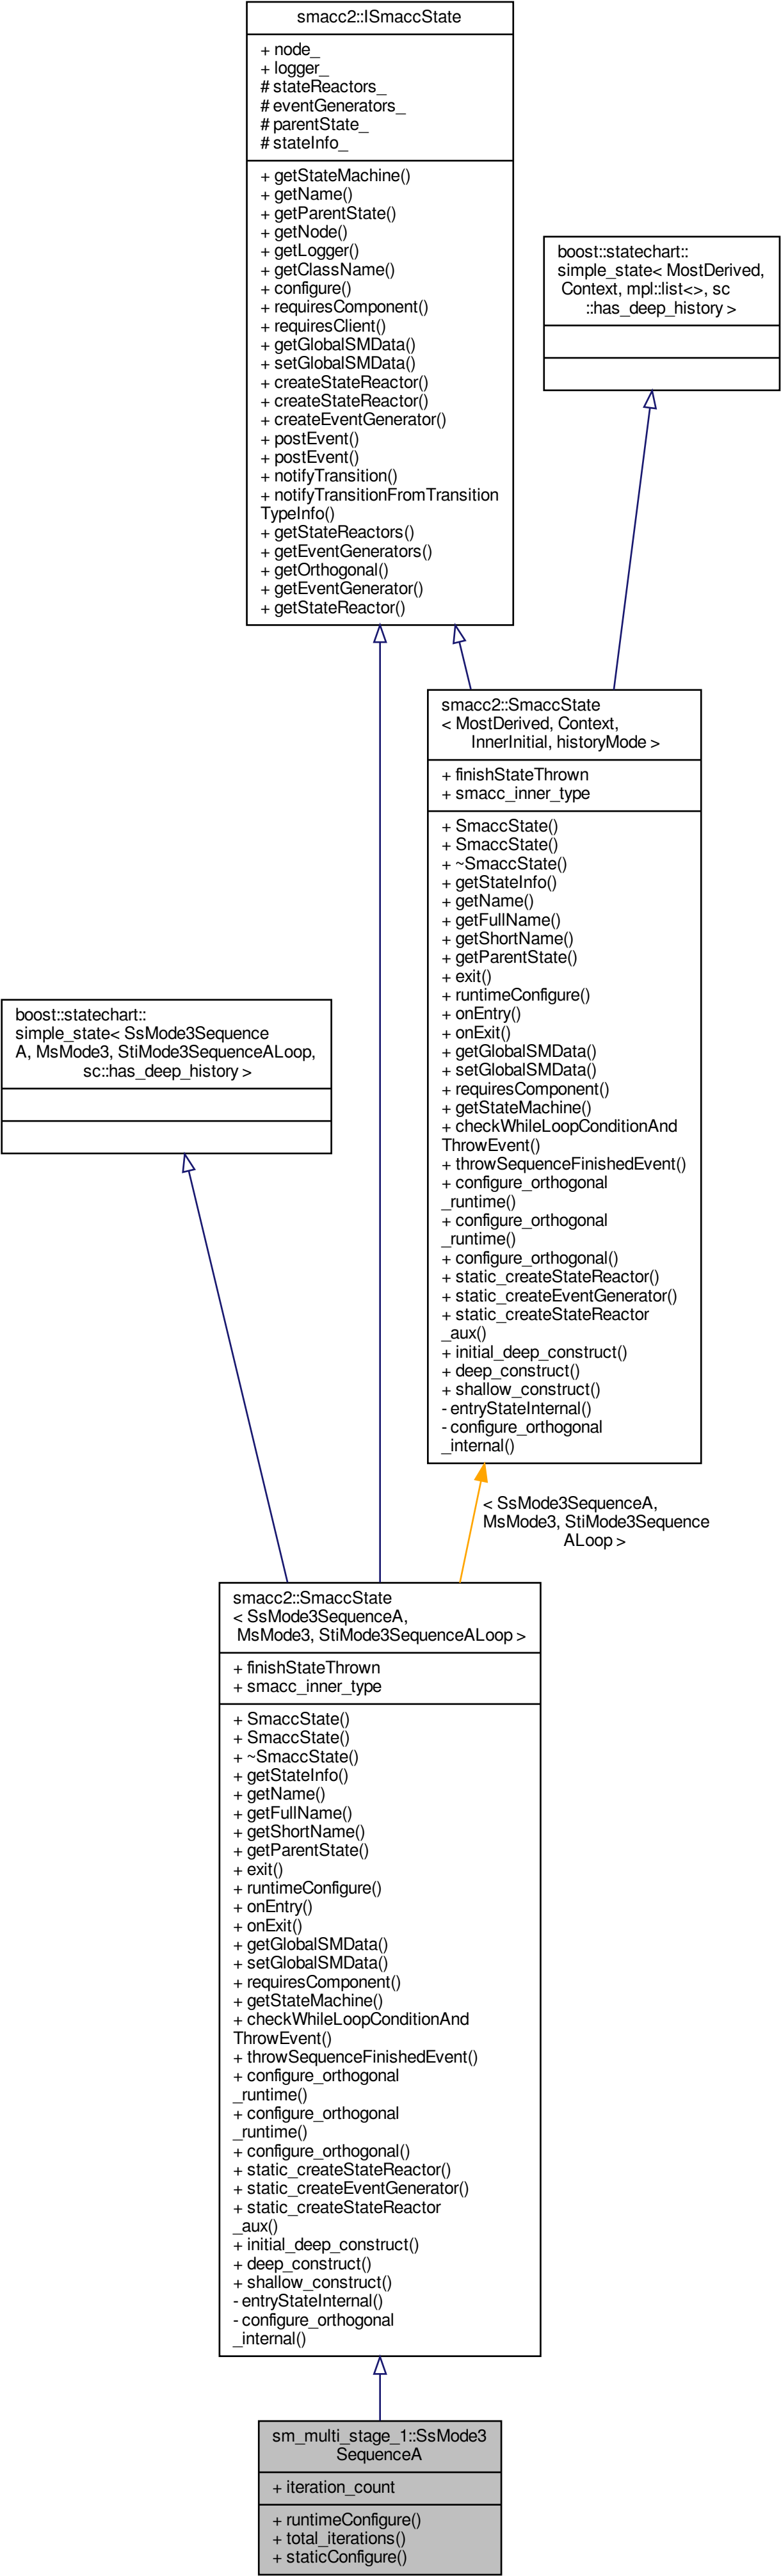 smacc2::ISmaccState
+ node_
+ logger_
# stateReactors_
# eventGenerators_
# parentState_
# stateInfo_
+ getStateMachine()
+ getName()
+ getParentState()
+ getNode()
+ getLogger()
+ getClassName()
+ configure()
+ requiresComponent()
+ requiresClient()
+ getGlobalSMData()
+ setGlobalSMData()
+ createStateReactor()
+ createStateReactor()
+ createEventGenerator()
+ postEvent()
+ postEvent()
+ notifyTransition()
+ notifyTransitionFromTransition
TypeInfo()
+ getStateReactors()
+ getEventGenerators()
+ getOrthogonal()
+ getEventGenerator()
+ getStateReactor()
boost::statechart::
simple_state< MostDerived,
Context, mpl::list<>, sc
::has_deep_history >
smacc2::SmaccState
< MostDerived, Context,
InnerInitial, historyMode >
+ finishStateThrown
+ smacc_inner_type
+ SmaccState()
+ SmaccState()
+ ~SmaccState()
+ getStateInfo()
+ getName()
+ getFullName()
+ getShortName()
+ getParentState()
+ exit()
+ runtimeConfigure()
+ onEntry()
+ onExit()
+ getGlobalSMData()
+ setGlobalSMData()
+ requiresComponent()
+ getStateMachine()
+ checkWhileLoopConditionAnd
ThrowEvent()
+ throwSequenceFinishedEvent()
+ configure_orthogonal
_runtime()
+ configure_orthogonal
_runtime()
+ configure_orthogonal()
+ static_createStateReactor()
+ static_createEventGenerator()
+ static_createStateReactor
_aux()
+ initial_deep_construct()
+ deep_construct()
+ shallow_construct()
- entryStateInternal()
- configure_orthogonal
_internal()
boost::statechart::
simple_state< SsMode3Sequence
A, MsMode3, StiMode3SequenceALoop,
sc::has_deep_history >
< SsMode3SequenceA,
MsMode3, StiMode3Sequence
ALoop >
smacc2::SmaccState
< SsMode3SequenceA,
MsMode3, StiMode3SequenceALoop >
+ finishStateThrown
+ smacc_inner_type
+ SmaccState()
+ SmaccState()
+ ~SmaccState()
+ getStateInfo()
+ getName()
+ getFullName()
+ getShortName()
+ getParentState()
+ exit()
+ runtimeConfigure()
+ onEntry()
+ onExit()
+ getGlobalSMData()
+ setGlobalSMData()
+ requiresComponent()
+ getStateMachine()
+ checkWhileLoopConditionAnd
ThrowEvent()
+ throwSequenceFinishedEvent()
+ configure_orthogonal
_runtime()
+ configure_orthogonal
_runtime()
+ configure_orthogonal()
+ static_createStateReactor()
+ static_createEventGenerator()
+ static_createStateReactor
_aux()
+ initial_deep_construct()
+ deep_construct()
+ shallow_construct()
- entryStateInternal()
- configure_orthogonal
_internal()
sm_multi_stage_1::SsMode3
SequenceA
+ iteration_count
+ runtimeConfigure()
+ total_iterations()
+ staticConfigure()